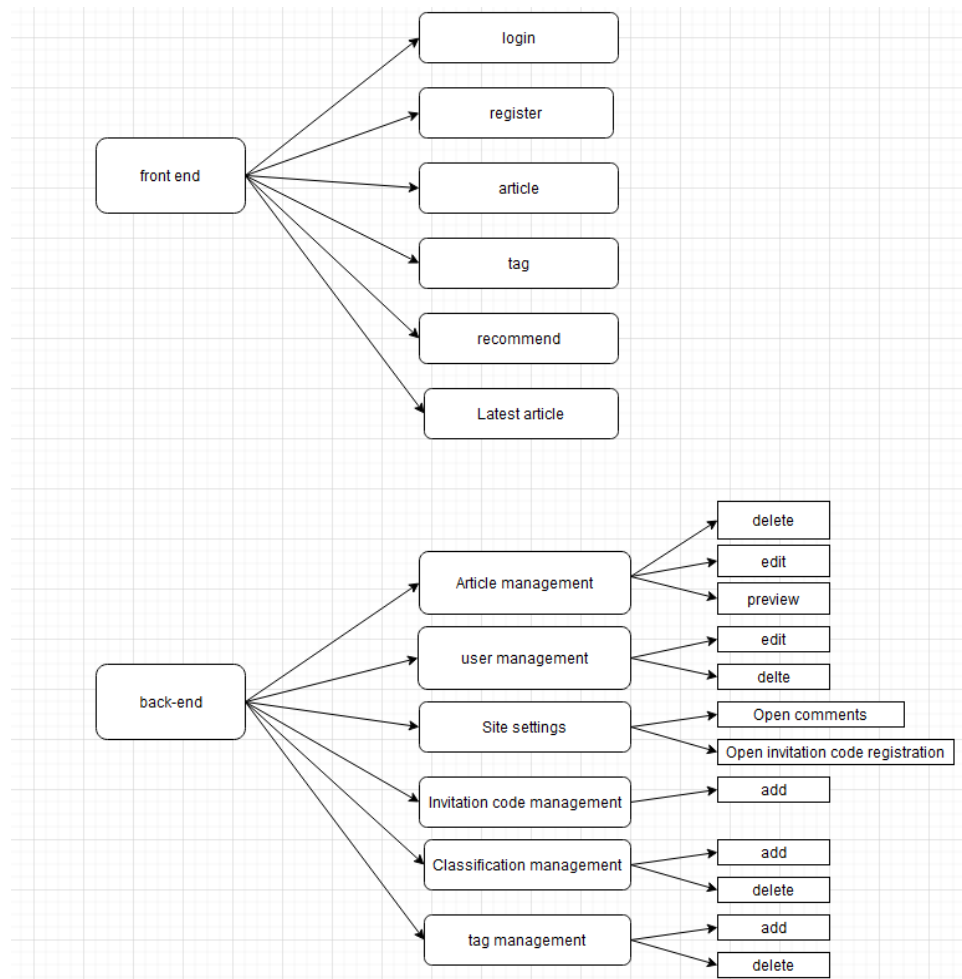 login
register
front end
article
tag
recommend
Latest article
delete
Article management
edit
preview
user management
edit
delte
back-end
Site settings
Open comments
Open invitation code registration
Invitation code management
add
Classification management
add
delete
tag management
add
delete